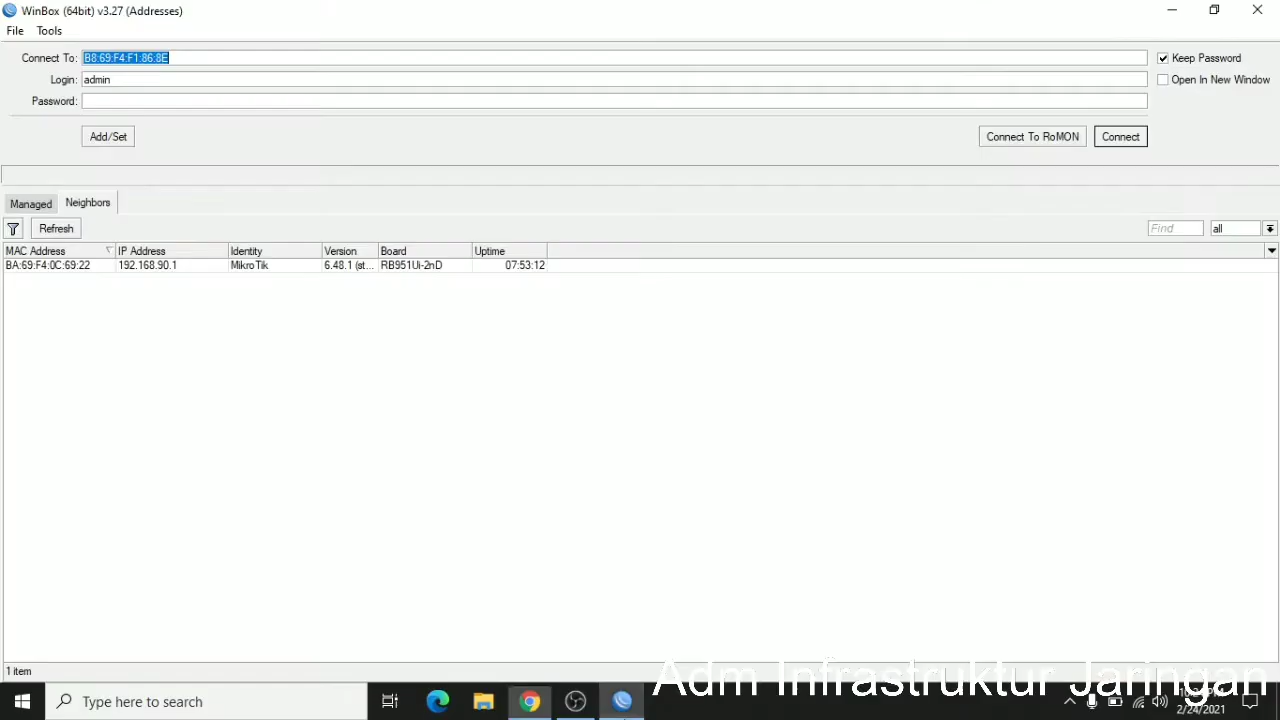 WinBox (64bit) v3.27 (Addresses)
File Tools
Connect To: B8:69:F4:F1:86:8E
Keep Password
Login: admin
Open In New Window
Password:
Add/Set
Connect To RoMON
Connect
Managed
Neighbors
Refresh
Find
all
MAC Address IP Address Identity Version Board Uptime
BA:69:F4:0C:69:22 192.168.90.1 MikroTik 6.48.1 (st... RB951Ui-2nD 07:53:12
1 item
Adm Infrastruktur Jaringan
Type here to search
2/24/2021